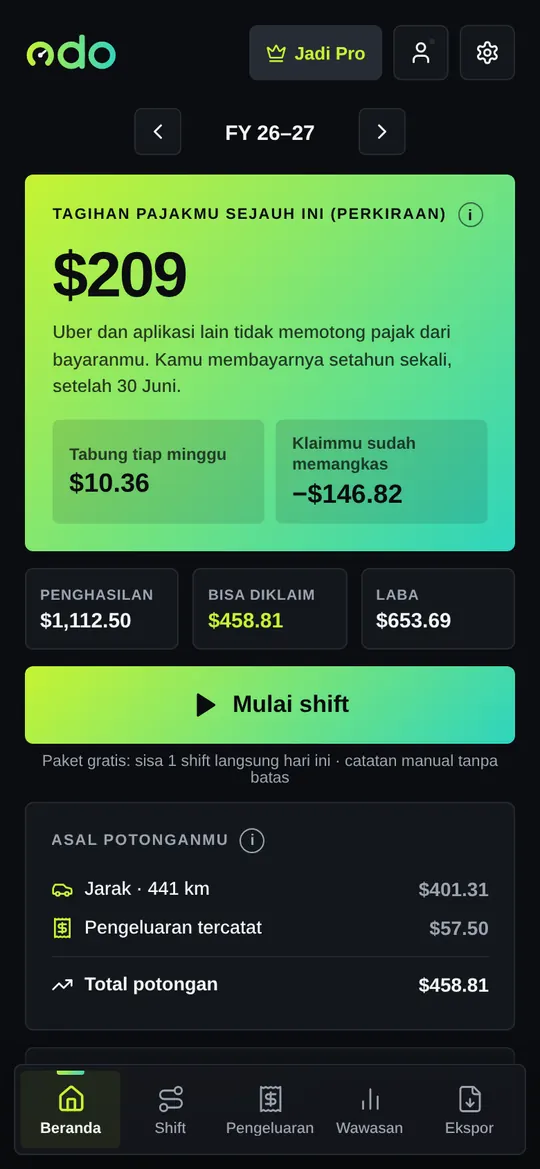 odo
Jadi Pro
FY 26–27
TAGIHAN PAJAKMU SEJAUH INI (PERKIRAAN)
$209
Uber dan aplikasi lain tidak memotong pajak dari
bayaranmu. Kamu membayarnya setahun sekali,
setelah 30 Juni.
Tabung tiap minggu
$10.36
Klaimmu sudah
memangkas
−$146.82
PENGHASILAN
$1,112.50
BISA DIKLAIM
$458.81
LABA
$653.69
Mulai shift
Paket gratis: sisa 1 shift langsung hari ini · catatan manual tanpa
batas
ASAL POTONGANMU
Jarak · 441 km
$401.31
Pengeluaran tercatat
$57.50
Total potongan
$458.81
Beranda
Shift
Pengeluaran
Wawasan
Ekspor